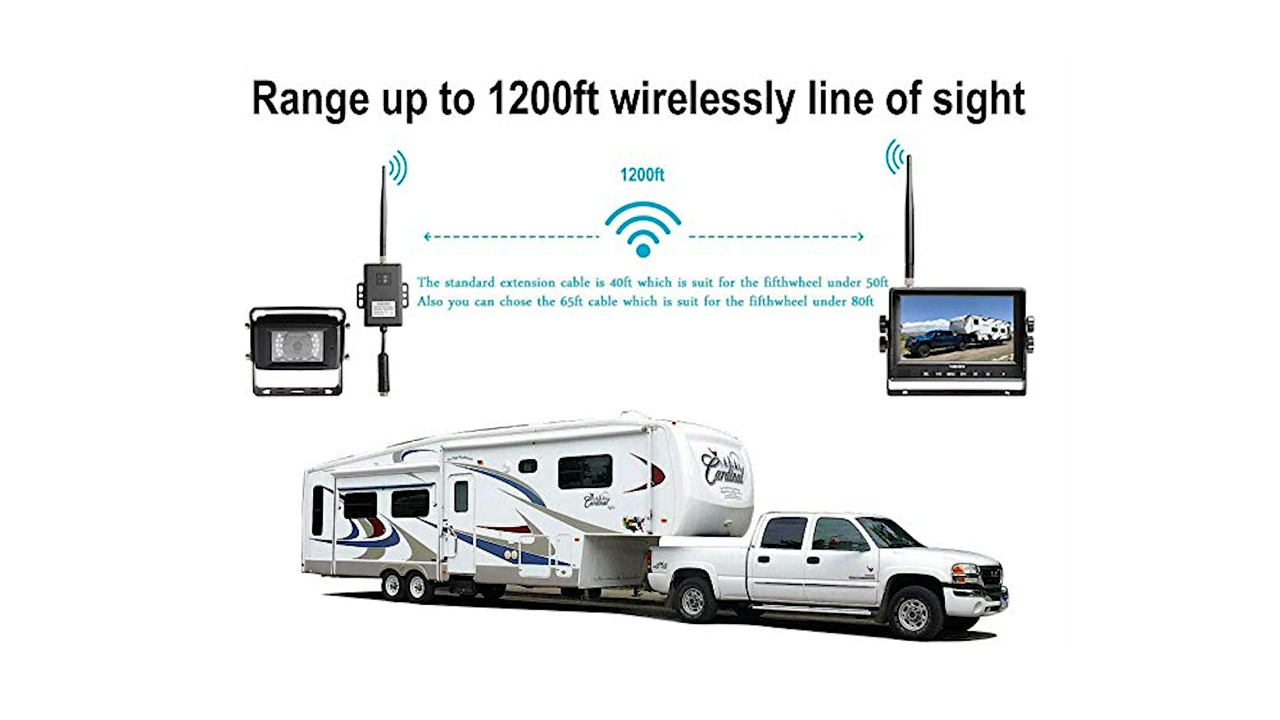 Range up to 1200ft wirelessly line of sight
1200ft
The standard extension cable is 40ft which is suit for the fifthwheel under 50ft
Also you can chose the 65ft cable which is suit for the fifthwheel under 80ft
Cardinal
Cardinal